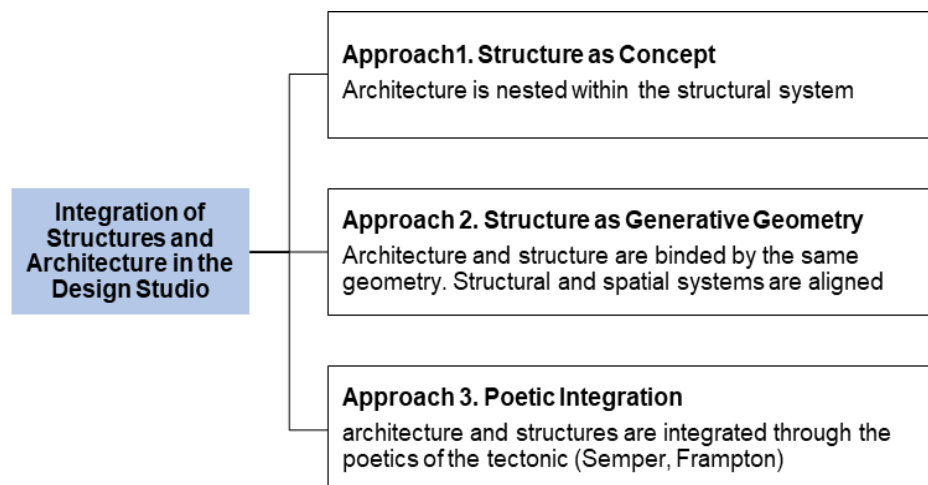 Integration of
Structures and
Architecture in the
Design Studio
Approach1. Structure as Concept
Architecture is nested within the structural system
Approach 2. Structure as Generative Geometry
Architecture and structure are binded by the same
geometry. Structural and spatial systems are aligned
Approach 3. Poetic Integration
architecture and structures are integrated through the
poetics of the tectonic (Semper, Frampton)